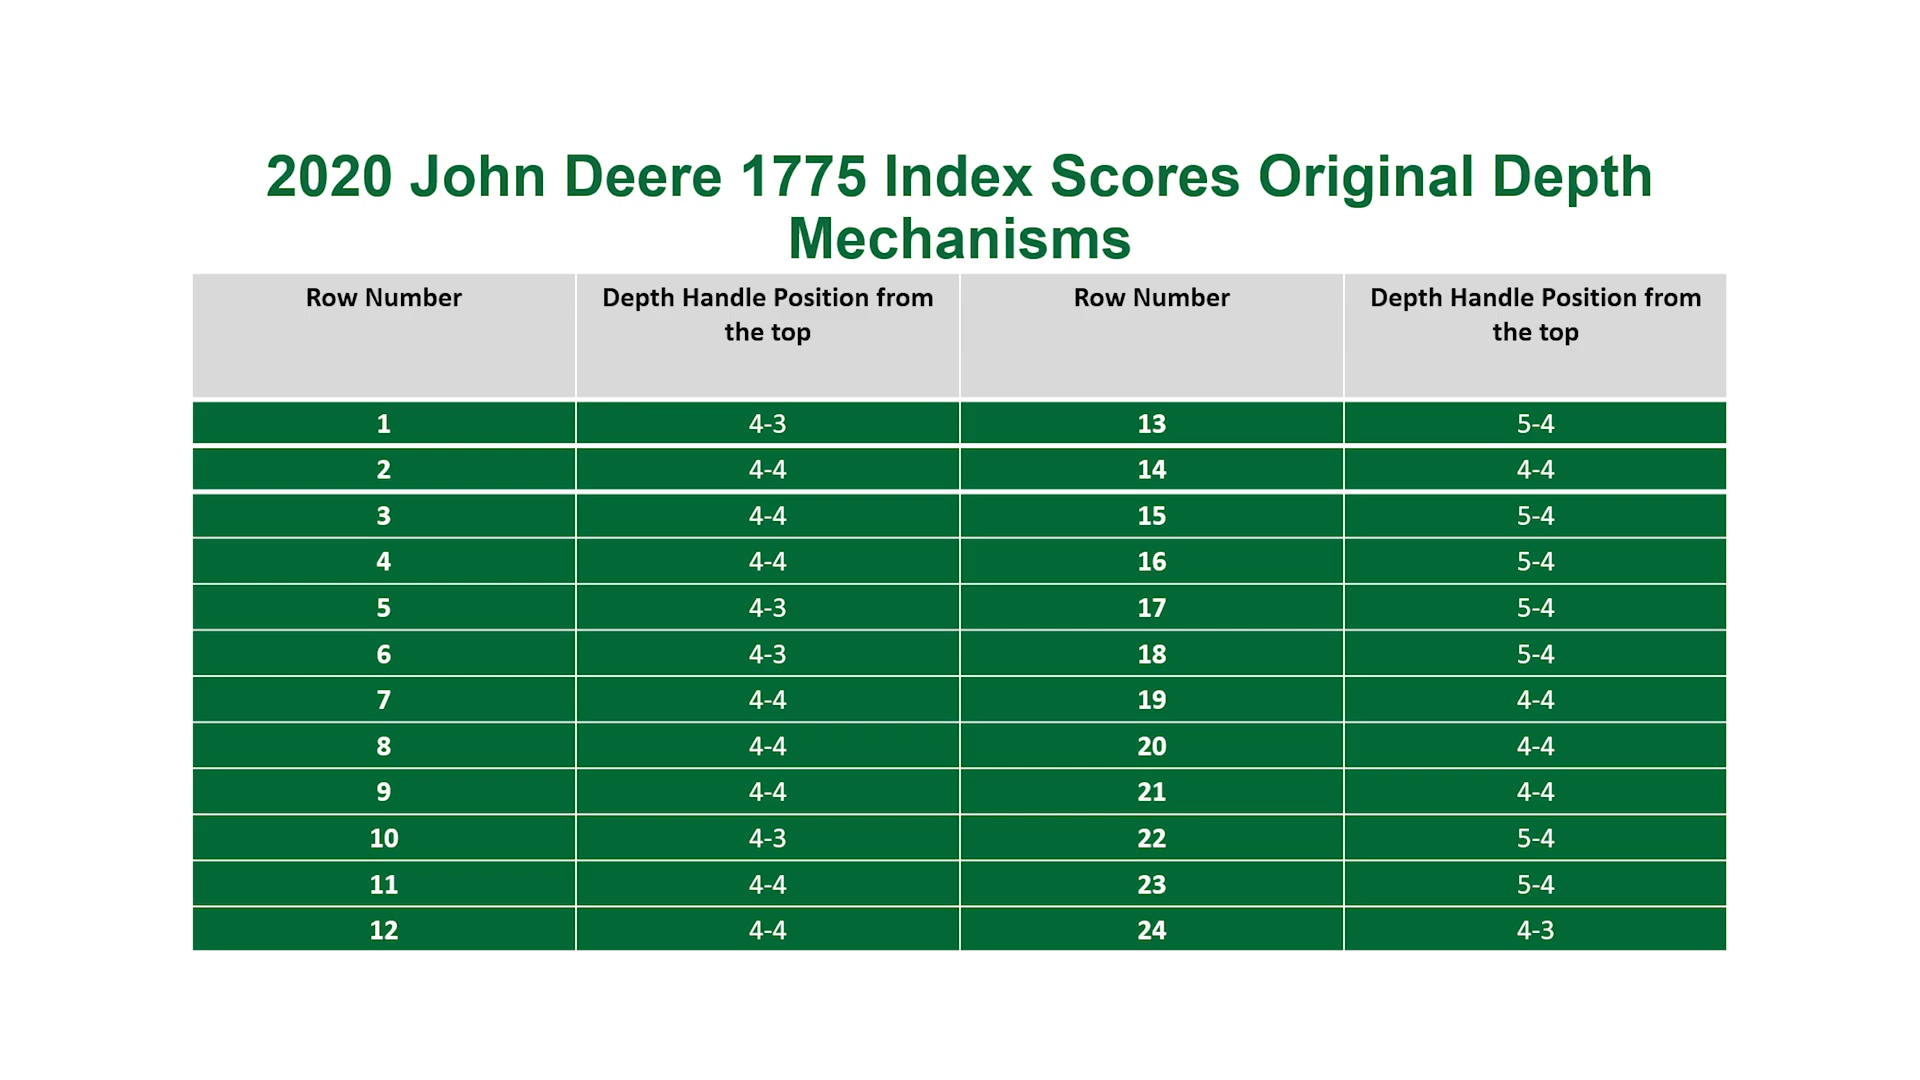 2020 John Deere 1775 Index Scores Original Depth
Mechanisms
Row Number Depth Handle Position from the top Row Number Depth Handle Position from the top
1 4-3 13 5-4
2 4-4 14 4-4
3 4-4 15 5-4
4 4-4 16 5-4
5 4-3 17 5-4
6 4-3 18 5-4
7 4-4 19 4-4
8 4-4 20 4-4
9 4-4 21 4-4
10 4-3 22 5-4
11 4-4 23 5-4
12 4-4 24 4-3